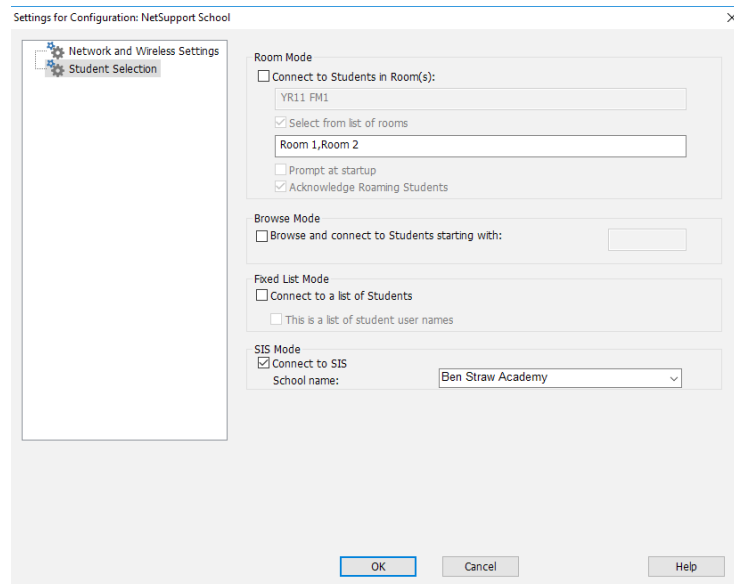 Settings for Configuration: NetSupport School
Network and Wireless Settings
Student Selection
Room Mode
Connect to Students in Room(s):
YR11 FM1
Select from list of rooms
Room 1,Room 2
Prompt at startup
Acknowledge Roaming Students
Browse Mode
Browse and connect to Students starting with:
Fixed List Mode
Connect to a list of Students
This is a list of student user names
SIS Mode
Connect to SIS
School name: Ben Straw Academy
OK Cancel Help